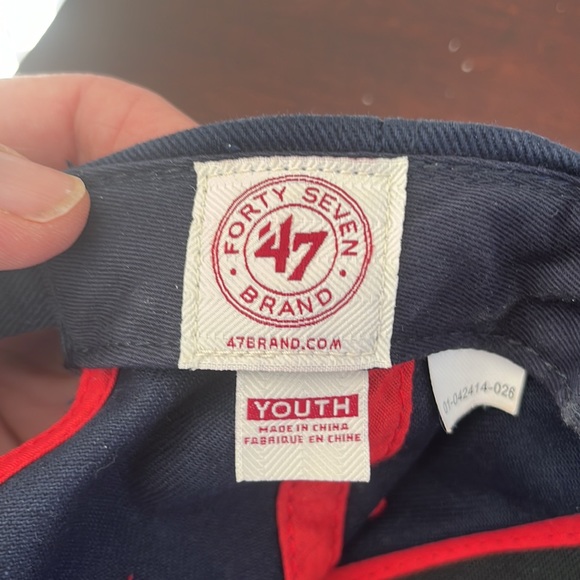 FORTY SEVEN
'47
BRAND
47BRAND.COM
YOUTH
MADE IN CHINA
FABRIQUE EN CHINE
01-042414-026